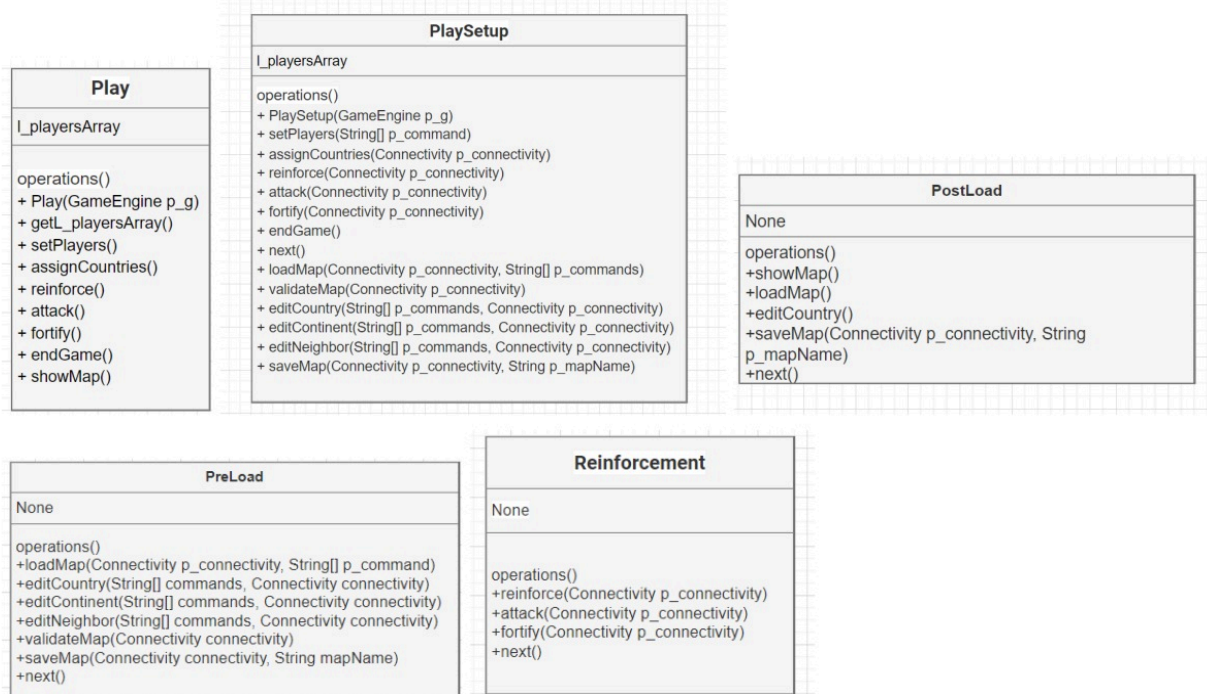 Play
l_playersArray
operations()
+ Play(GameEngine p_g)
+ getL_playersArray()
+ setPlayers()
+ assignCountries()
+ reinforce()
+ attack()
+ fortify()
+ endGame()
+ showMap()
PlaySetup
l_playersArray
operations()
+ PlaySetup(GameEngine p_g)
+ setPlayers(String[] p_command)
+ assignCountries(Connectivity p_connectivity)
+ reinforce(Connectivity p_connectivity)
+ attack(Connectivity p_connectivity)
+ fortify(Connectivity p_connectivity)
+ endGame()
+ next()
+ loadMap(Connectivity p_connectivity, String[] p_commands)
+ validateMap(Connectivity p_connectivity)
+ editCountry(String[] p_commands, Connectivity p_connectivity)
+ editContinent(String[] p_commands, Connectivity p_connectivity)
+ editNeighbor(String[] p_commands, Connectivity p_connectivity)
+ saveMap(Connectivity p_connectivity, String p_mapName)
PostLoad
None
operations()
+showMap()
+loadMap()
+editCountry()
+saveMap(Connectivity p_connectivity, String
p_mapName)
+next()
PreLoad
None
operations()
+loadMap(Connectivity p_connectivity, String[] p_command)
+editCountry(String[] commands, Connectivity connectivity)
+editContinent(String[] commands, Connectivity connectivity)
+editNeighbor(String[] commands, Connectivity connectivity)
+validateMap(Connectivity connectivity)
+saveMap(Connectivity connectivity, String mapName)
+next()
Reinforcement
None
operations()
+reinforce(Connectivity p_connectivity)
+attack(Connectivity p_connectivity)
+fortify(Connectivity p_connectivity)
+next()